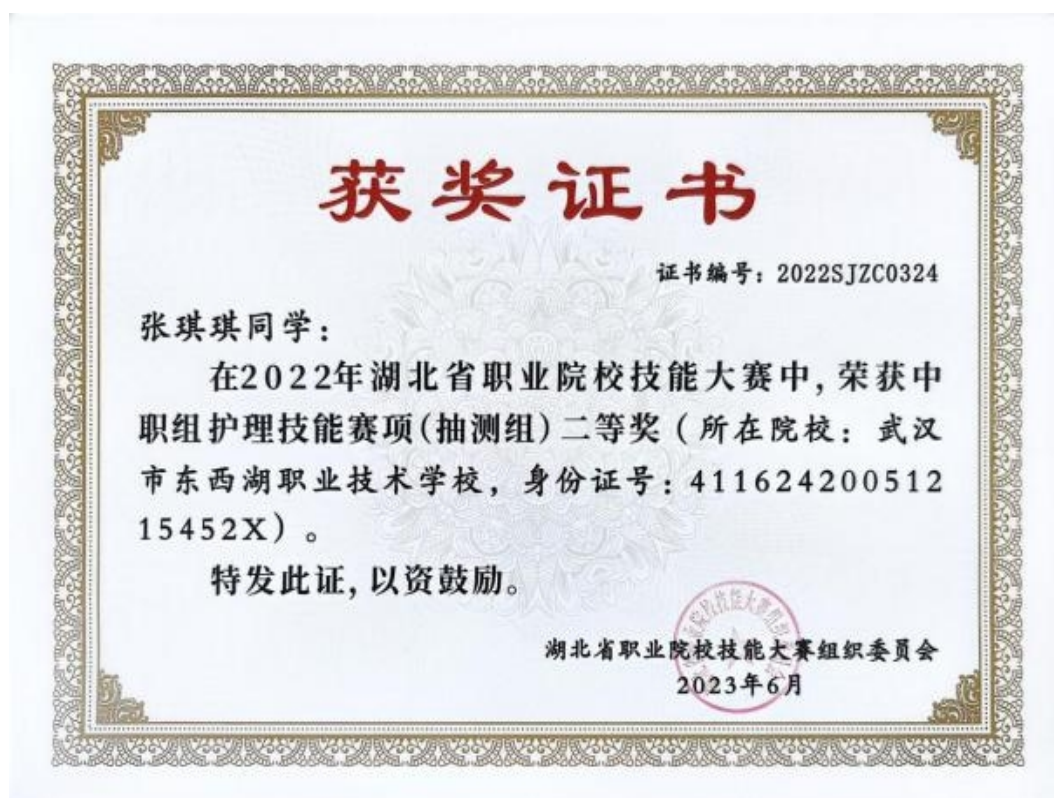 获奖证书
证书编号：2022SJZC0324
张琪琪同学：
在2022年湖北省职业院校技能大赛中,荣获中
职组护理技能赛项(抽测组)二等奖（所在院校：武汉
市东西湖职业技术学校，身份证号：411624200512
15452X）。
特发此证,以资鼓励。
湖北省职业院校技能大赛组织委员会
2023年6月